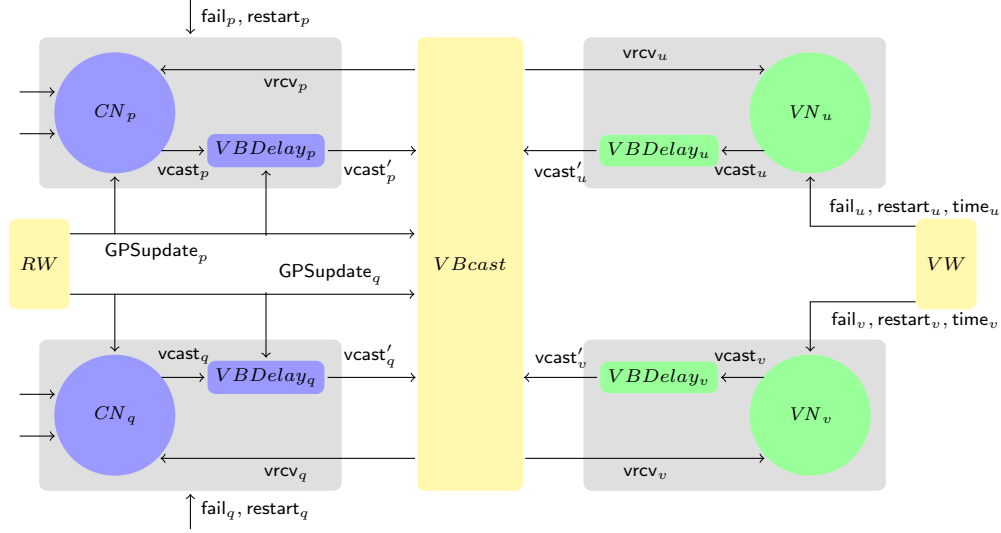 fail_p, restart_p
CN_p
vrcv_p
vrcv_u
VN_u
VBDelay_p
VBDelay_u
vcast_p
vcast'_p
vcast'_u
vcast_u
fail_u, restart_u, time_u
RW
GPSupdate_p
GPSupdate_q
VBcast
VW
fail_v, restart_v, time_v
vcast_q
vcast'_q
vcast'_v
vcast_v
VBDelay_q
VBDelay_v
CN_q
VN_v
vrcv_q
vrcv_v
fail_q, restart_q